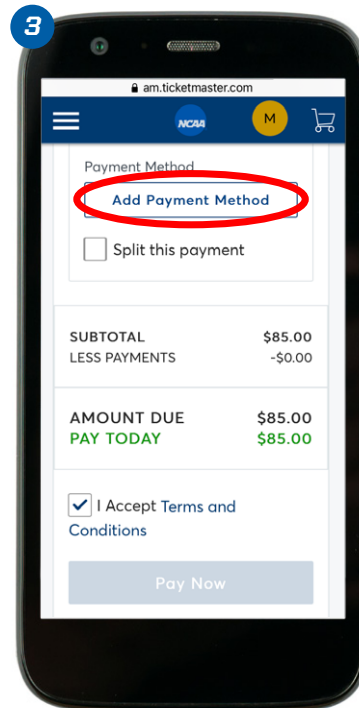 3
am.ticketmaster.com
NCAA
M
Payment Method
Add Payment Method
Split this payment
SUBTOTAL $85.00
LESS PAYMENTS -$0.00
AMOUNT DUE $85.00
PAY TODAY $85.00
I Accept Terms and
Conditions
Pay Now